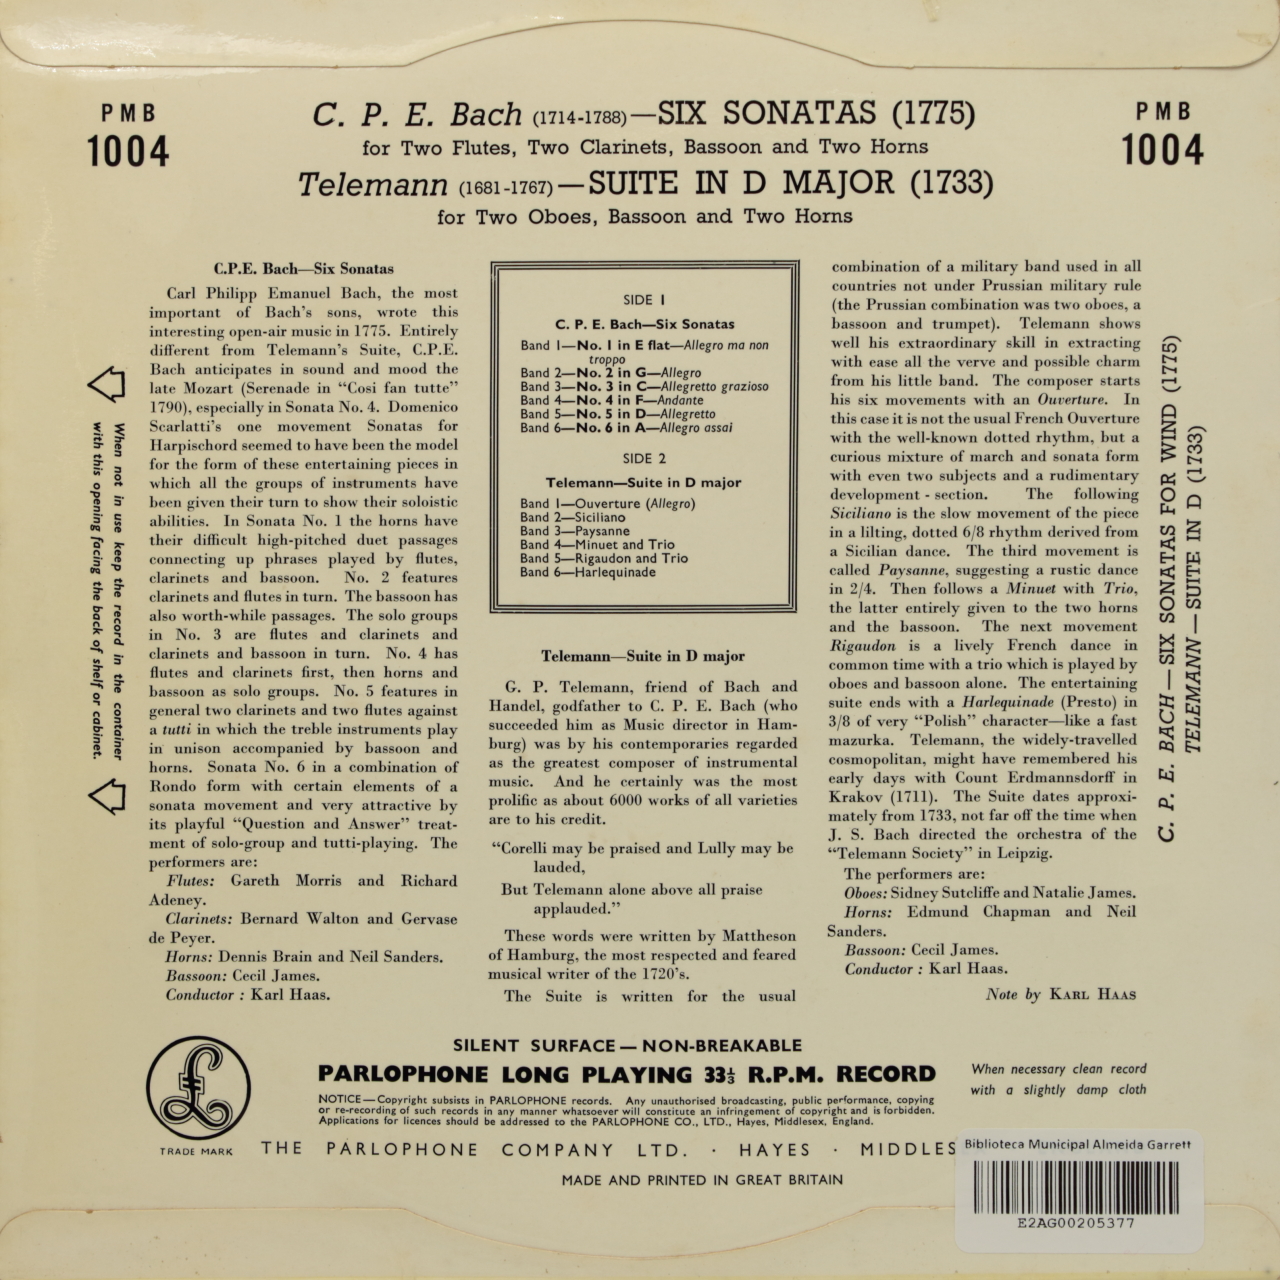 PMB
1004
C. P. E. Bach (1714-1788)—SIX SONATAS (1775)
for Two Flutes, Two Clarinets, Bassoon and Two Horns
Telemann (1681-1767)—SUITE IN D MAJOR (1733)
for Two Oboes, Bassoon and Two Horns
PMB
1004
When not in use keep the record in the container
with this opening facing the back of shelf or cabinet.
C.P.E. Bach—Six Sonatas
Carl Philipp Emanuel Bach, the most
important of Bach's sons, wrote this
interesting open-air music in 1775. Entirely
different from Telemann's Suite, C.P.E.
Bach anticipates in sound and mood the
late Mozart (Serenade in "Cosi fan tutte"
1790), especially in Sonata No. 4. Domenico
Scarlatti's one movement Sonatas for
Harpischord seemed to have been the model
for the form of these entertaining pieces in
which all the groups of instruments have
been given their turn to show their soloistic
abilities. In Sonata No. 1 the horns have
their difficult high-pitched duet passages
connecting up phrases played by flutes,
clarinets and bassoon. No. 2 features
clarinets and flutes in turn. The bassoon has
also worth-while passages. The solo groups
in No. 3 are flutes and clarinets and
clarinets and bassoon in turn. No. 4 has
flutes and clarinets first, then horns and
bassoon as solo groups. No. 5 features in
general two clarinets and two flutes against
a tutti in which the treble instruments play
in unison accompanied by bassoon and
horns. Sonata No. 6 in a combination of
Rondo form with certain elements of a
sonata movement and very attractive by
its playful "Question and Answer" treat-
ment of solo-group and tutti-playing. The
performers are:
Flutes: Gareth Morris and Richard
Adeney.
Clarinets: Bernard Walton and Gervase
de Peyer.
Horns: Dennis Brain and Neil Sanders.
Bassoon: Cecil James.
Conductor : Karl Haas.
SIDE 1
C. P. E. Bach—Six Sonatas
Band 1—No. 1 in E flat—Allegro ma non
troppo
Band 2—No. 2 in G—Allegro
Band 3—No. 3 in C—Allegretto grazioso
Band 4—No. 4 in F—Andante
Band 5—No. 5 in D—Allegretto
Band 6—No. 6 in A—Allegro assai
SIDE 2
Telemann—Suite in D major
Band 1—Ouverture (Allegro)
Band 2—Siciliano
Band 3—Paysanne
Band 4—Minuet and Trio
Band 5—Rigaudon and Trio
Band 6—Harlequinade
Telemann—Suite in D major
G. P. Telemann, friend of Bach and
Handel, godfather to C. P. E. Bach (who
succeeded him as Music director in Ham-
burg) was by his contemporaries regarded
as the greatest composer of instrumental
music. And he certainly was the most
prolific as about 6000 works of all varieties
are to his credit.
"Corelli may be praised and Lully may be
lauded,
But Telemann alone above all praise
applauded."
These words were written by Mattheson
of Hamburg, the most respected and feared
musical writer of the 1720's.
The Suite is written for the usual
combination of a military band used in all
countries not under Prussian military rule
(the Prussian combination was two oboes, a
bassoon and trumpet). Telemann shows
well his extraordinary skill in extracting
with ease all the verve and possible charm
from his little band. The composer starts
his six movements with an Ouverture. In
this case it is not the usual French Ouverture
with the well-known dotted rhythm, but a
curious mixture of march and sonata form
with even two subjects and a rudimentary
development - section. The following
Siciliano is the slow movement of the piece
in a lilting, dotted 6/8 rhythm derived from
a Sicilian dance. The third movement is
called Paysanne, suggesting a rustic dance
in 2/4. Then follows a Minuet with Trio,
the latter entirely given to the two horns
and the bassoon. The next movement
Rigaudon is a lively French dance in
common time with a trio which is played by
oboes and bassoon alone. The entertaining
suite ends with a Harlequinade (Presto) in
3/8 of very "Polish" character—like a fast
mazurka. Telemann, the widely-travelled
cosmopolitan, might have remembered his
early days with Count Erdmannsdorff in
Krakov (1711). The Suite dates approxi-
mately from 1733, not far off the time when
J. S. Bach directed the orchestra of the
"Telemann Society" in Leipzig.
The performers are:
Oboes: Sidney Sutcliffe and Natalie James.
Horns: Edmund Chapman and Neil
Sanders.
Bassoon: Cecil James.
Conductor : Karl Haas.
Note by KARL HAAS
C. P. E. BACH — SIX SONATAS FOR WIND (1775)
TELEMANN — SUITE IN D (1733)
SILENT SURFACE — NON-BREAKABLE
PARLOPHONE LONG PLAYING 33⅓ R.P.M. RECORD
NOTICE—Copyright subsists in PARLOPHONE records. Any unauthorised broadcasting, public performance, copying
or re-recording of such records in any manner whatsoever will constitute an infringement of copyright and is forbidden.
Applications for licences should be addressed to the PARLOPHONE CO., LTD., Hayes, Middlesex, England.
When necessary clean record
with a slightly damp cloth
£
TRADE MARK
THE PARLOPHONE COMPANY LTD. · HAYES · MIDDLES
MADE AND PRINTED IN GREAT BRITAIN
Biblioteca Municipal Almeida Garrett
E2AG00205377